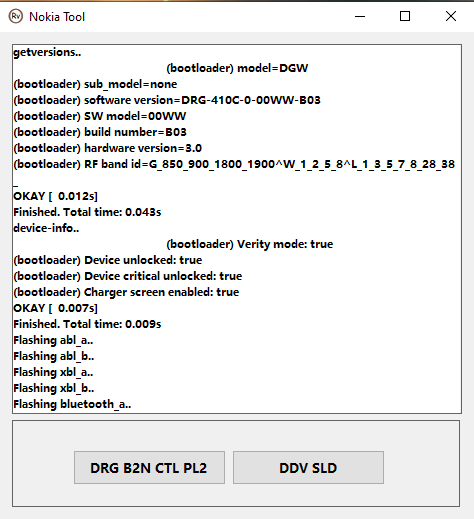 Rv Nokia Tool
getversions..
(bootloader) model=DGW
(bootloader) sub_model=none
(bootloader) software version=DRG-410C-0-00WW-B03
(bootloader) SW model=00WW
(bootloader) build number=B03
(bootloader) hardware version=3.0
(bootloader) RF band id=G_850_900_1800_1900^W_1_2_5_8^L_1_3_5_7_8_28_38
_
OKAY [  0.012s]
Finished. Total time: 0.043s
device-info..
(bootloader) Verity mode: true
(bootloader) Device unlocked: true
(bootloader) Device critical unlocked: true
(bootloader) Charger screen enabled: true
OKAY [  0.007s]
Finished. Total time: 0.009s
Flashing abl_a..
Flashing abl_b..
Flashing xbl_a..
Flashing xbl_b..
Flashing bluetooth_a..
DRG B2N CTL PL2 DDV SLD